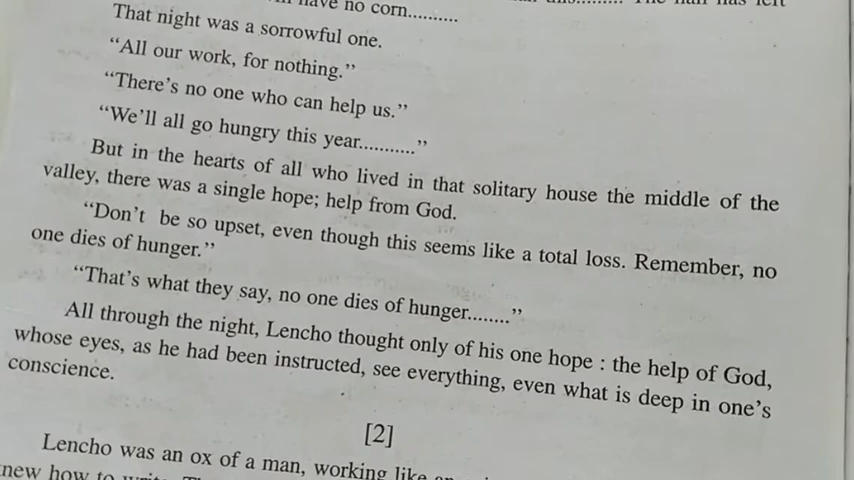 have no corn..........
left
That night was a sorrowful one.
“All our work, for nothing.”
“There’s no one who can help us.”
“We’ll all go hungry this year...........”
But in the hearts of all who lived in that solitary house the middle of the
valley, there was a single hope; help from God.
“Don’t be so upset, even though this seems like a total loss. Remember, no
one dies of hunger.”
“That’s what they say, no one dies of hunger........”
All through the night, Lencho thought only of his one hope : the help of God,
whose eyes, as he had been instructed, see everything, even what is deep in one’s
conscience.
[2]
Lencho was an ox of a man, working like
how to